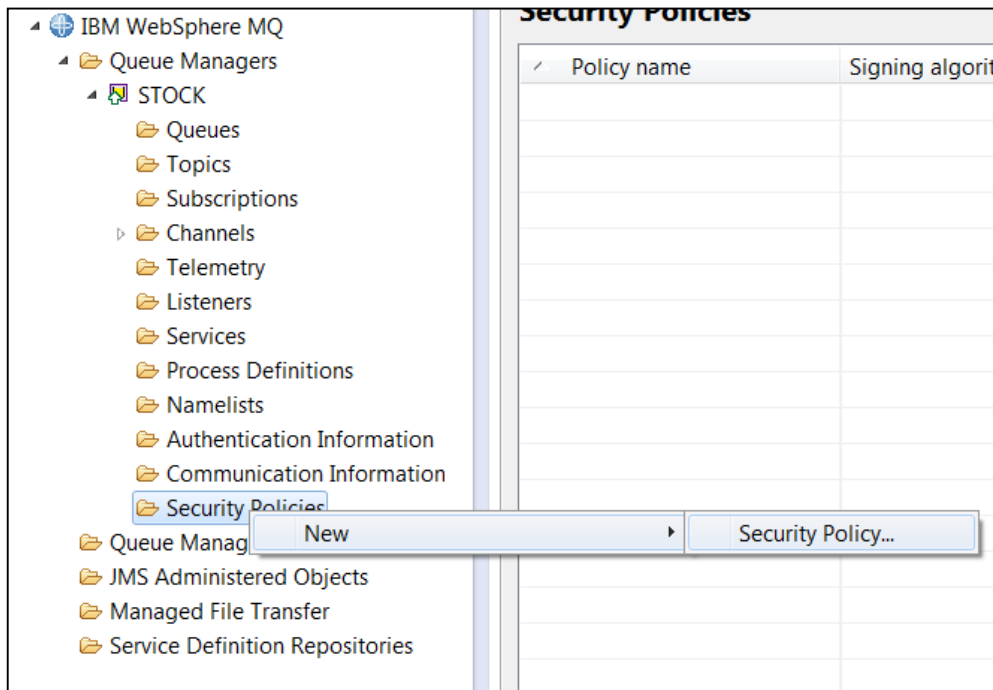 IBM WebSphere MQ
Queue Managers
STOCK
Queues
Topics
Subscriptions
Channels
Telemetry
Listeners
Services
Process Definitions
Namelists
Authentication Information
Communication Information
Security Policies
Queue Manag
JMS Administered Objects
Managed File Transfer
Service Definition Repositories
Security Policies
Policy name
Signing algorit
New
Security Policy...